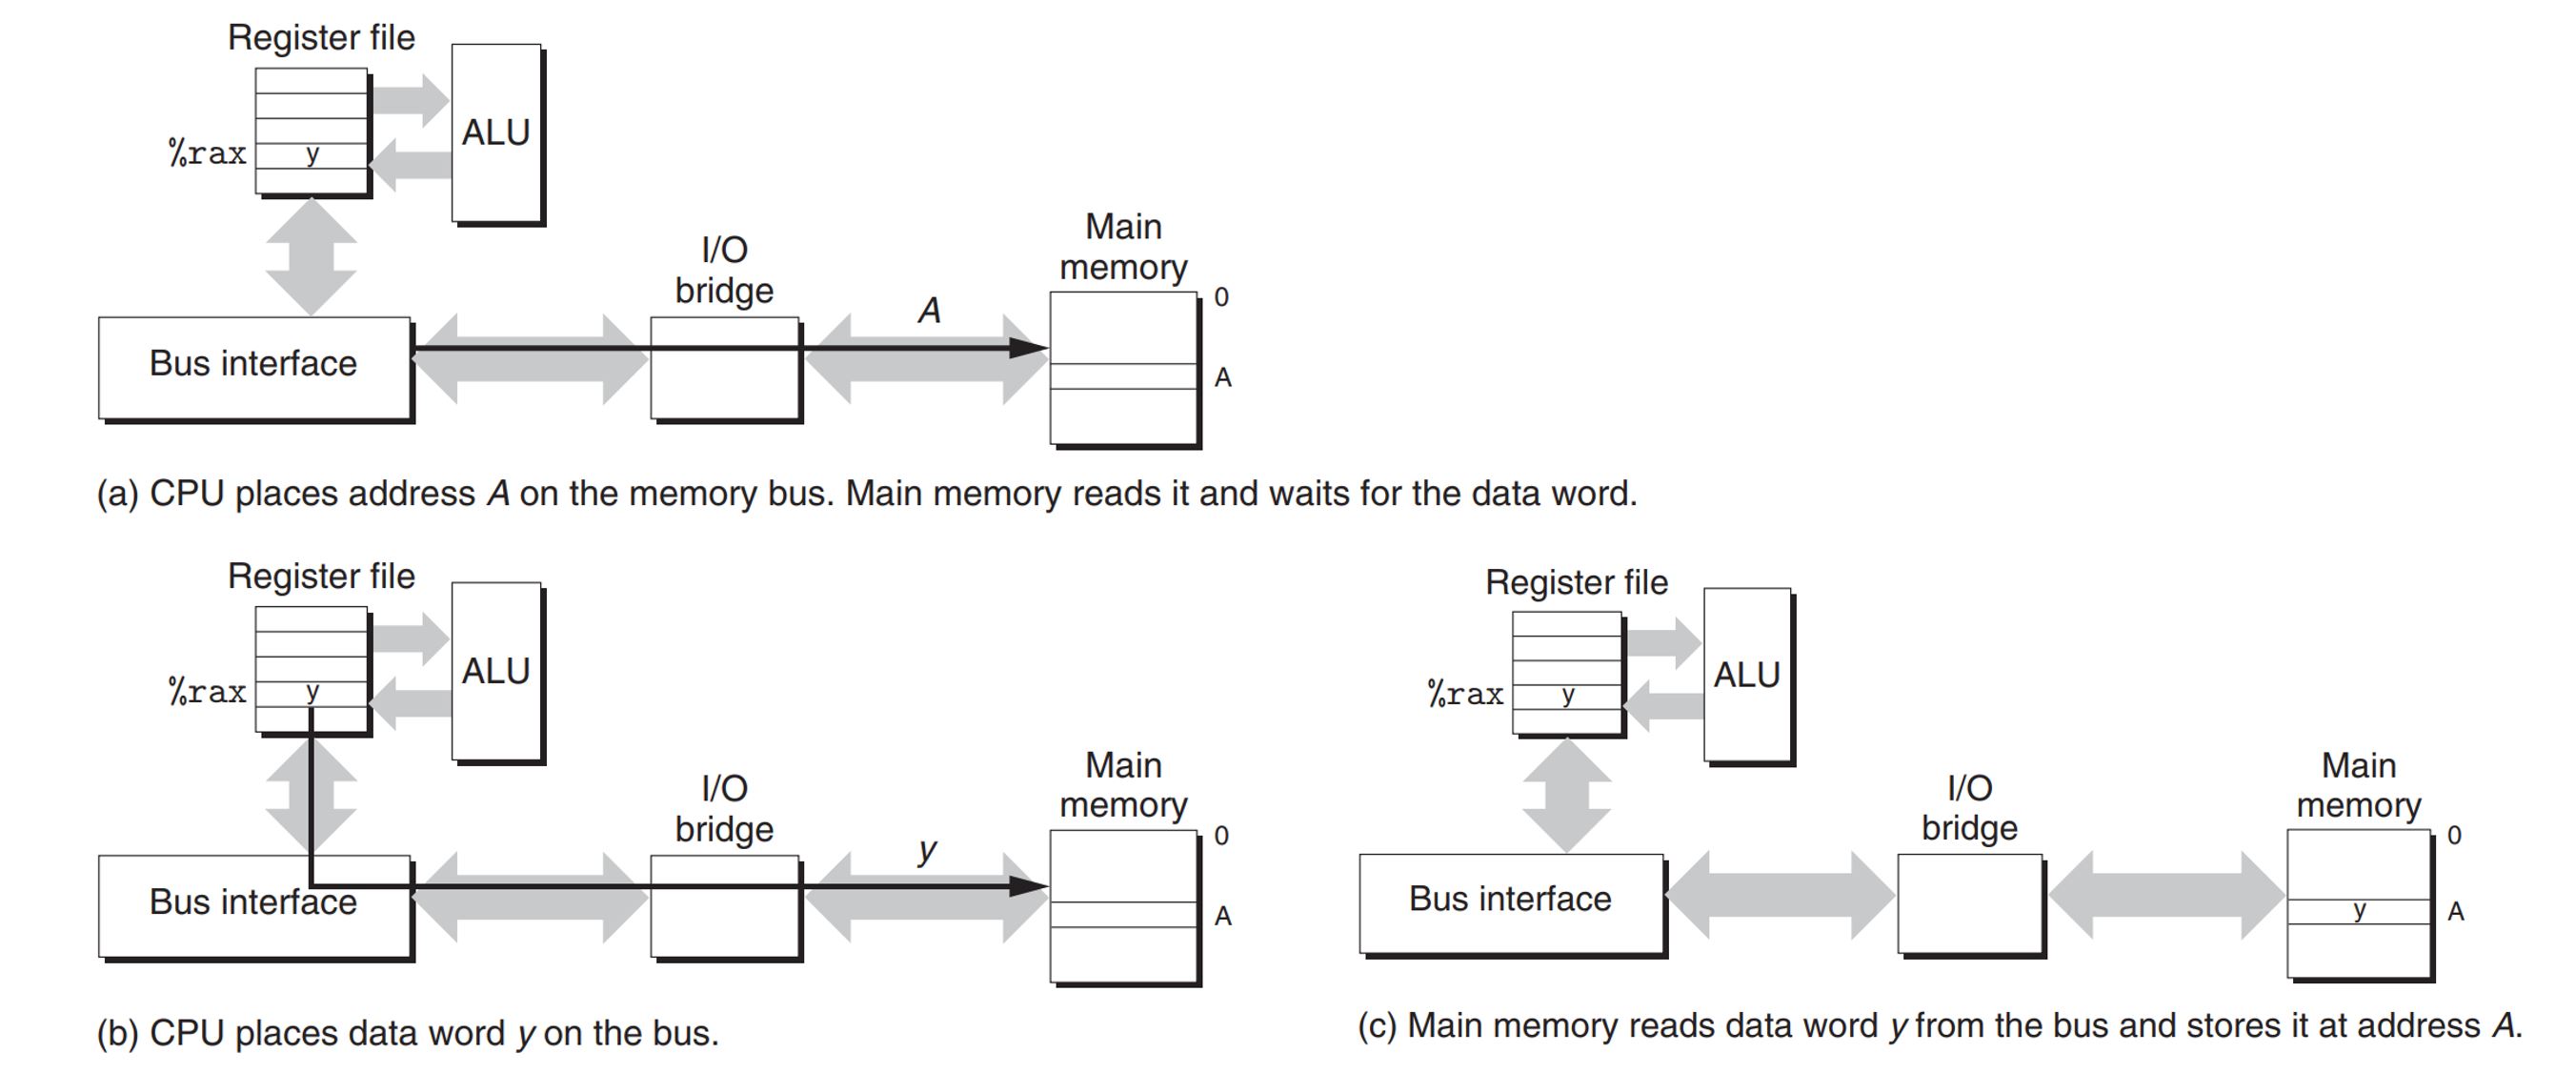 Register file
ALU
%rax
y
Main
memory
I/O
bridge
A
0
Bus interface
A
(a) CPU places address A on the memory bus. Main memory reads it and waits for the data word.
Register file
ALU
%rax
y
Main
memory
I/O
bridge
y
0
Bus interface
A
(b) CPU places data word y on the bus.
Register file
ALU
%rax
y
Main
memory
I/O
bridge
0
Bus interface
y
A
(c) Main memory reads data word y from the bus and stores it at address A.